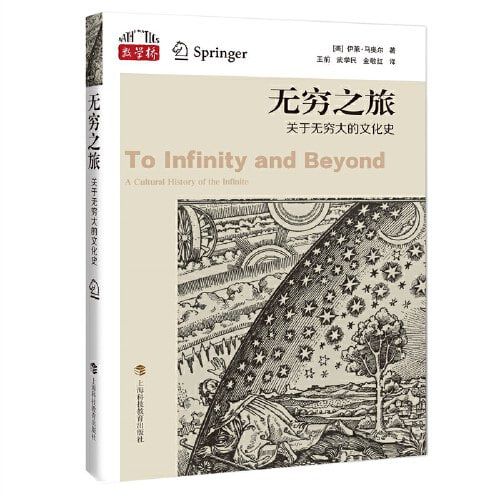 MATHEMATICS
数学桥
Springer
[美] 伊莱·马奥尔 著
王前 武学民 金敬红 译
无穷之旅
关于无穷大的文化史
To Infinity and Beyond
A Cultural History of the Infinite
无穷之旅
关于无穷大的文化史
上海科技教育出版社